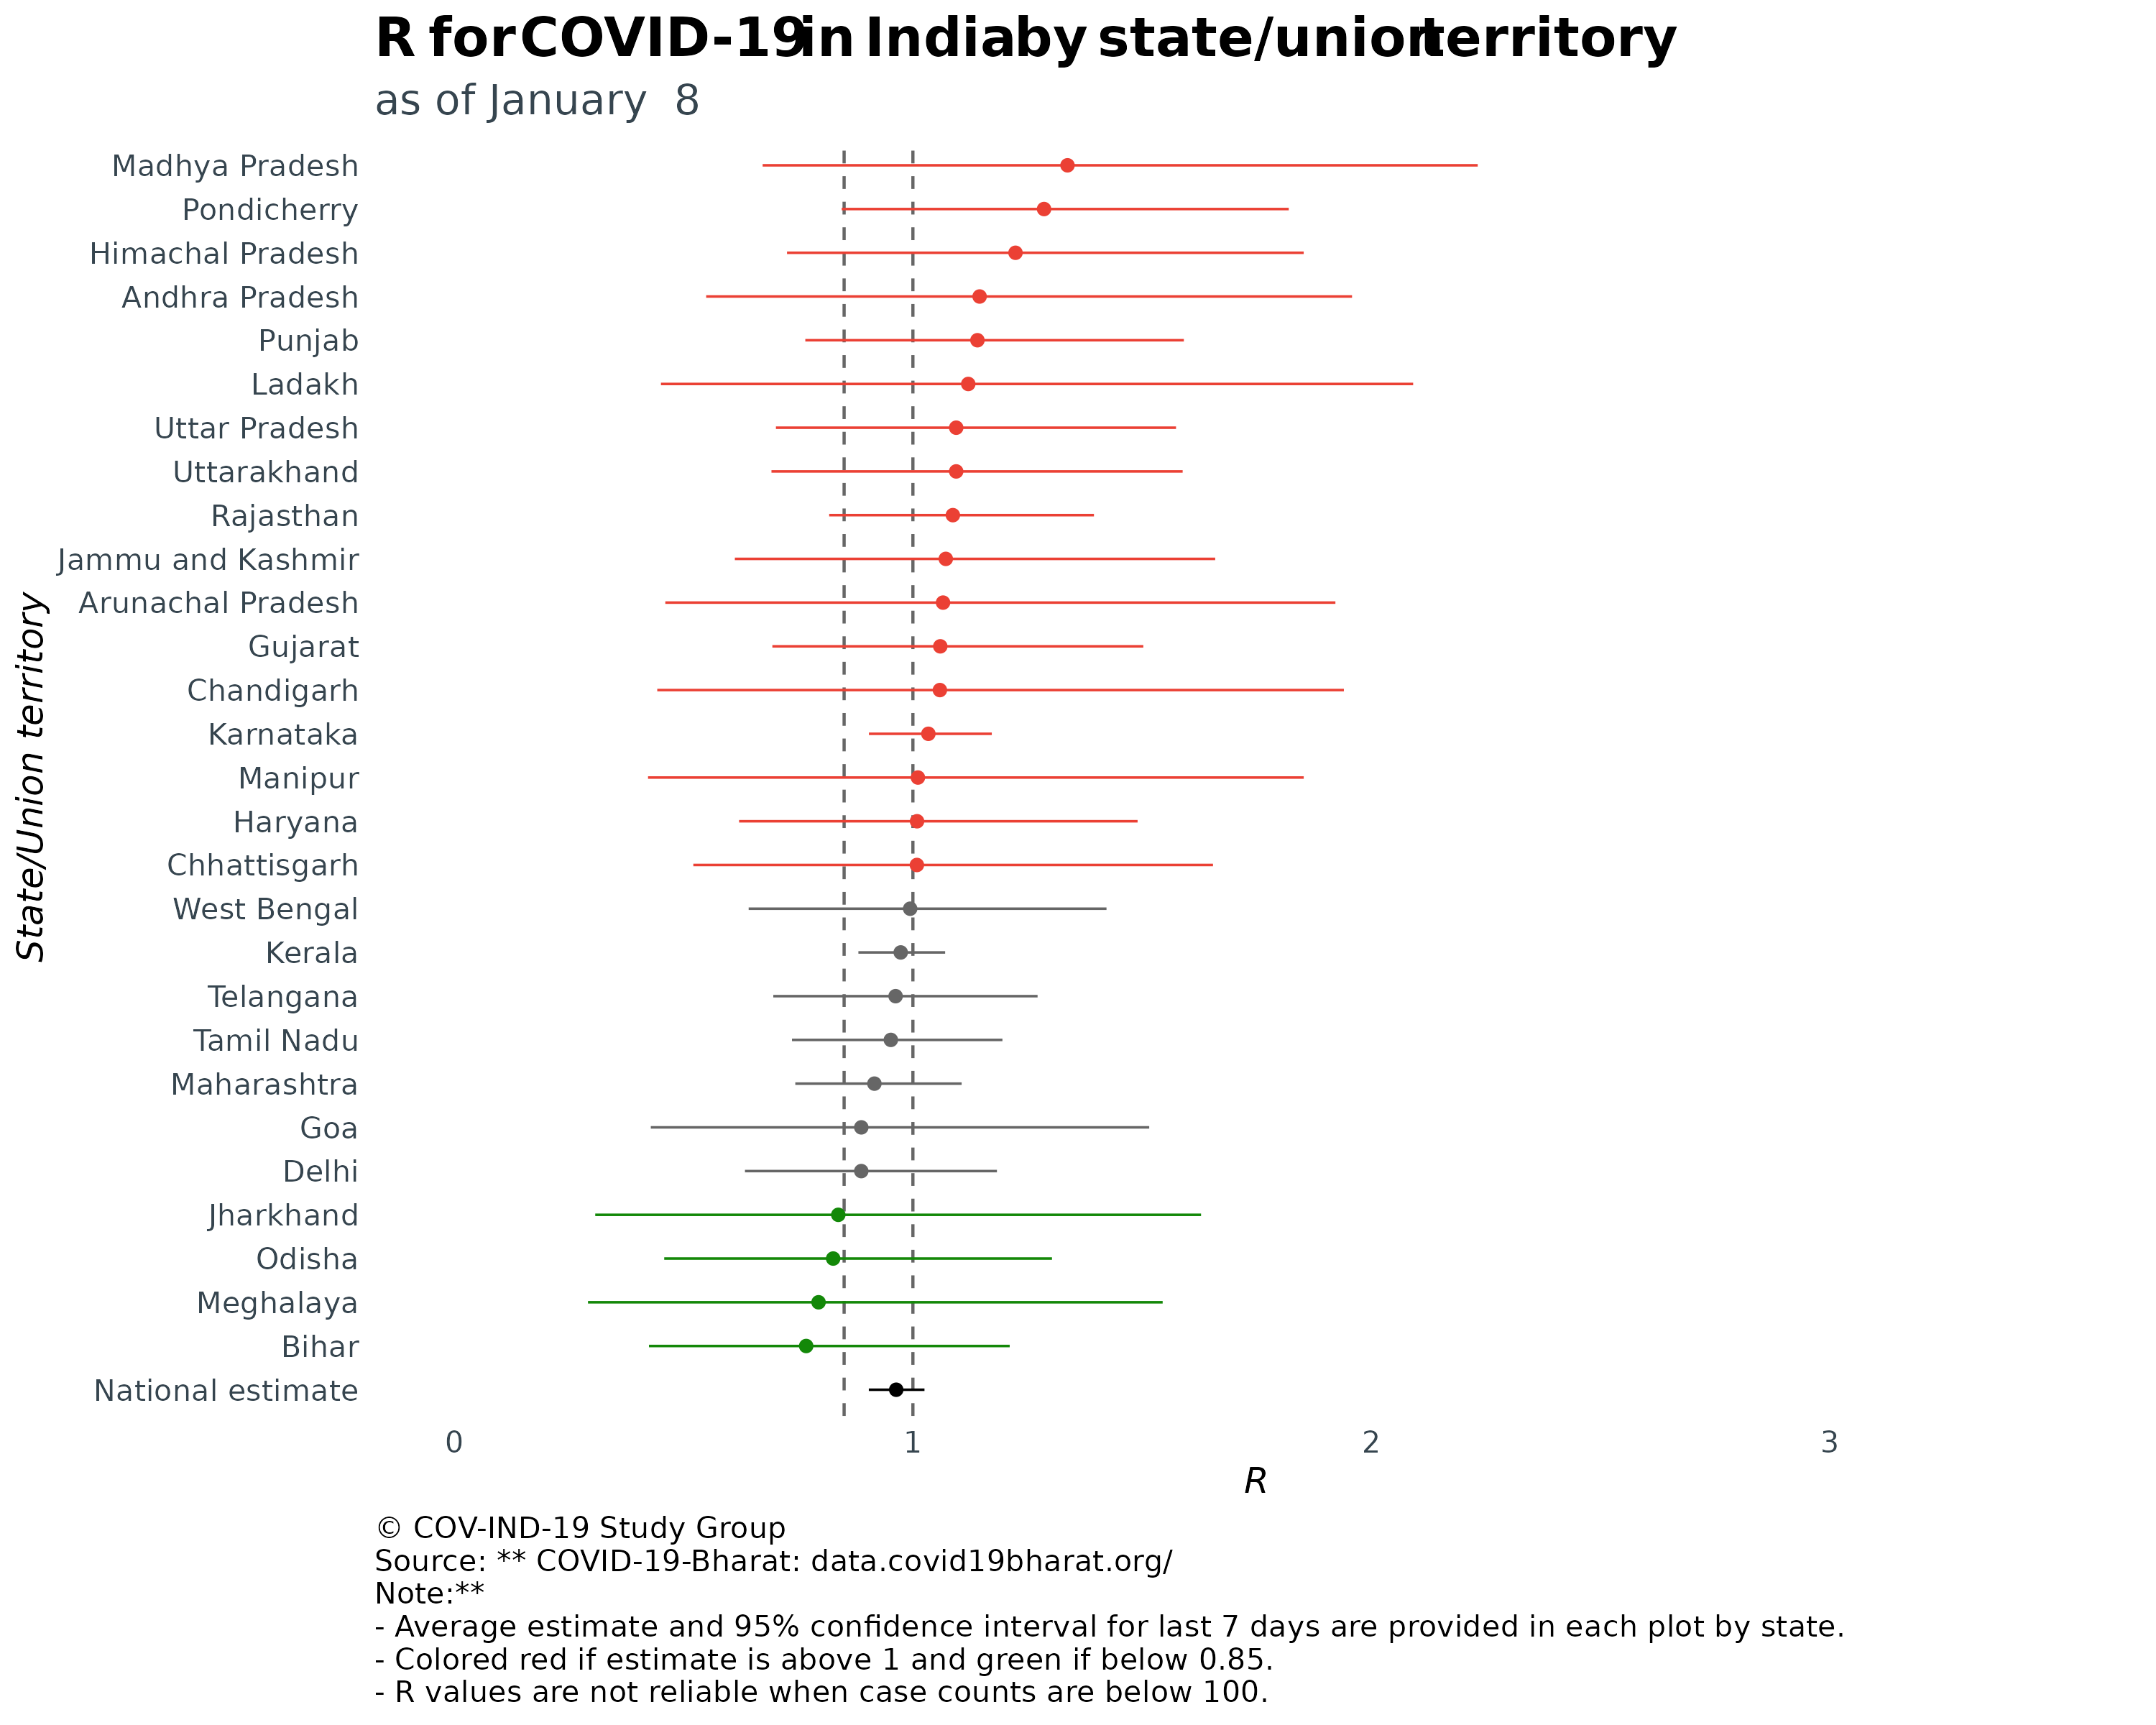 R for COVID-19 in India by state/union territory
as of January  8
Madhya Pradesh
Pondicherry
Himachal Pradesh
Andhra Pradesh
Punjab
Ladakh
Uttar Pradesh
Uttarakhand
Rajasthan
Jammu and Kashmir
Arunachal Pradesh
Gujarat
Chandigarh
Karnataka
Manipur
Haryana
Chhattisgarh
West Bengal
Kerala
Telangana
Tamil Nadu
Maharashtra
Goa
Delhi
Jharkhand
Odisha
Meghalaya
Bihar
National estimate
State/Union territory
0 1 2 3
R
© COV-IND-19 Study Group
Source: ** COVID-19-Bharat: data.covid19bharat.org/
Note:**
- Average estimate and 95% confidence interval for last 7 days are provided in each plot by state.
- Colored red if estimate is above 1 and green if below 0.85.
- R values are not reliable when case counts are below 100.